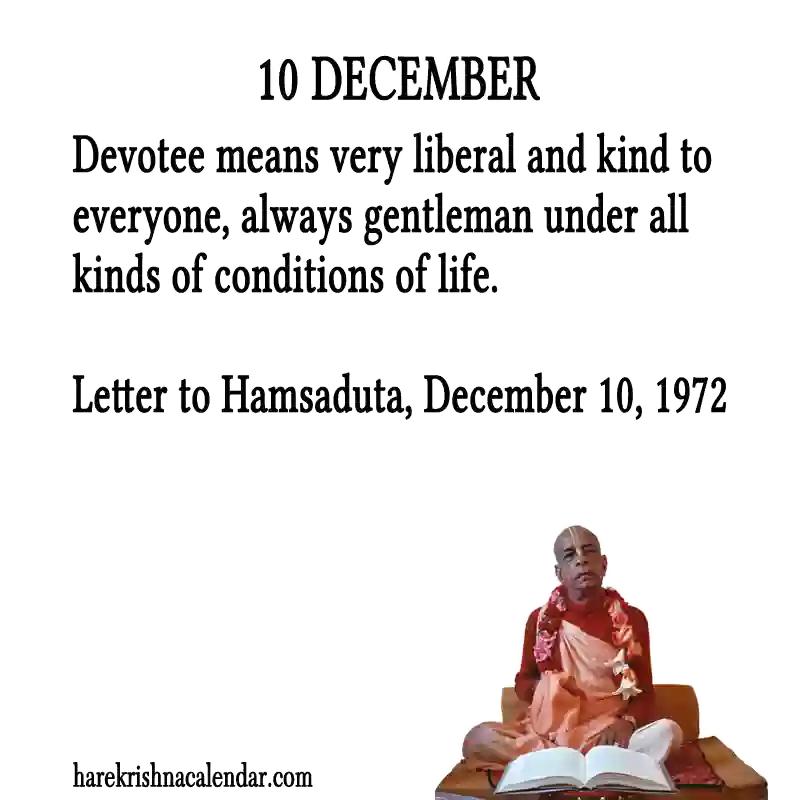 10 DECEMBER
Devotee means very liberal and kind to
everyone, always gentleman under all
kinds of conditions of life.
Letter to Hamsaduta, December 10, 1972
harekrishnacalendar.com